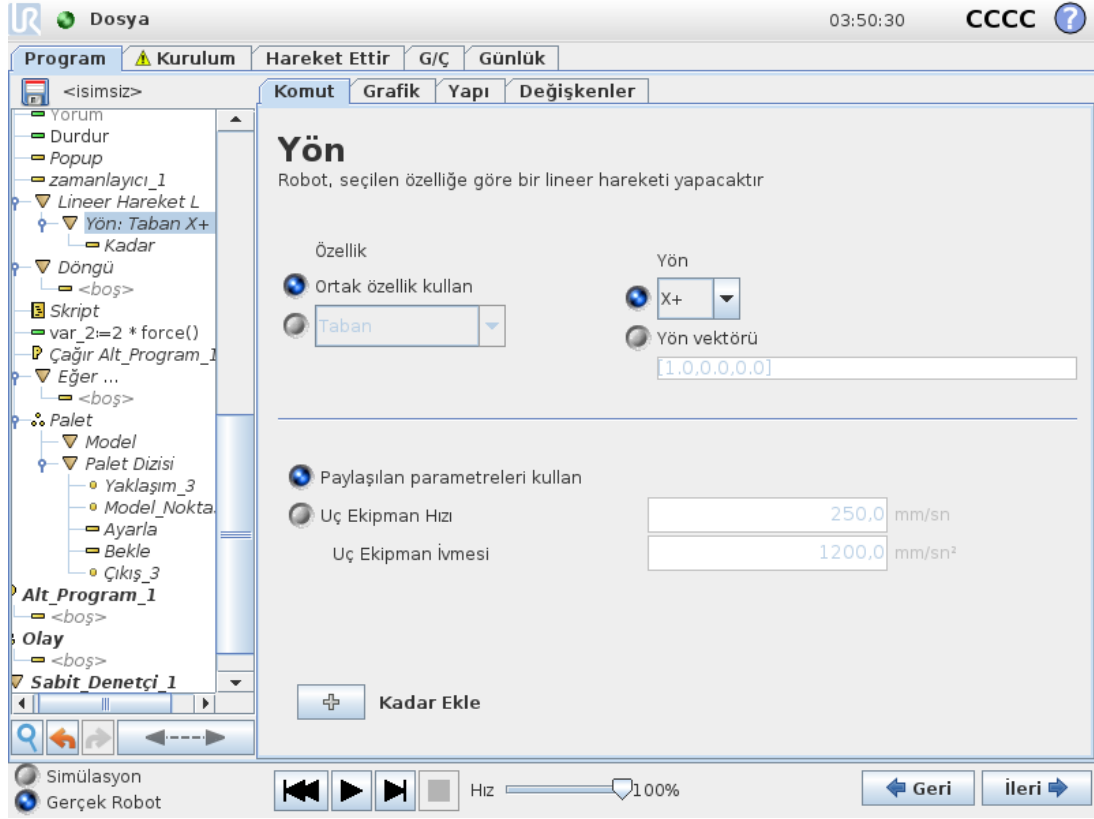 UR Dosya 03:50:30 CCCC ?
Program Kurulum Hareket Ettir G/Ç Günlük
<isimsiz>
Komut Grafik Yapı Değişkenler
Yorum
Durdur
Popup
zamanlayıcı_1
Lineer Hareket L
Yön: Taban X+
Kadar
Döngü
<boş>
Skript
var_2:=2 * force()
Çağır Alt_Program_1
Eğer ...
<boş>
Palet
Model
Palet Dizisi
Yaklaşım_3
Model_Nokta
Ayarla
Bekle
Çıkış_3
Alt_Program_1
<boş>
Olay
<boş>
Sabit_Denetçi_1
Yön
Robot, seçilen özelliğe göre bir lineer hareketi yapacaktır
Özellik
Ortak özellik kullan
Taban
Yön
X+
Yön vektörü
[1.0,0.0,0.0]
Paylaşılan parametreleri kullan
Uç Ekipman Hızı 250,0 mm/sn
Uç Ekipman İvmesi 1200,0 mm/sn²
Kadar Ekle
Simülasyon
Gerçek Robot
Hız 100%
Geri İleri